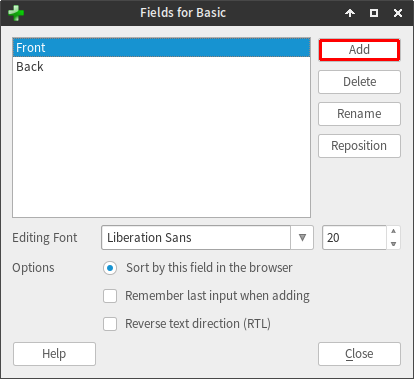 Fields for Basic
Front
Back
Add
Delete
Rename
Reposition
Editing Font Liberation Sans 20
Options Sort by this field in the browser
Remember last input when adding
Reverse text direction (RTL)
Help Close